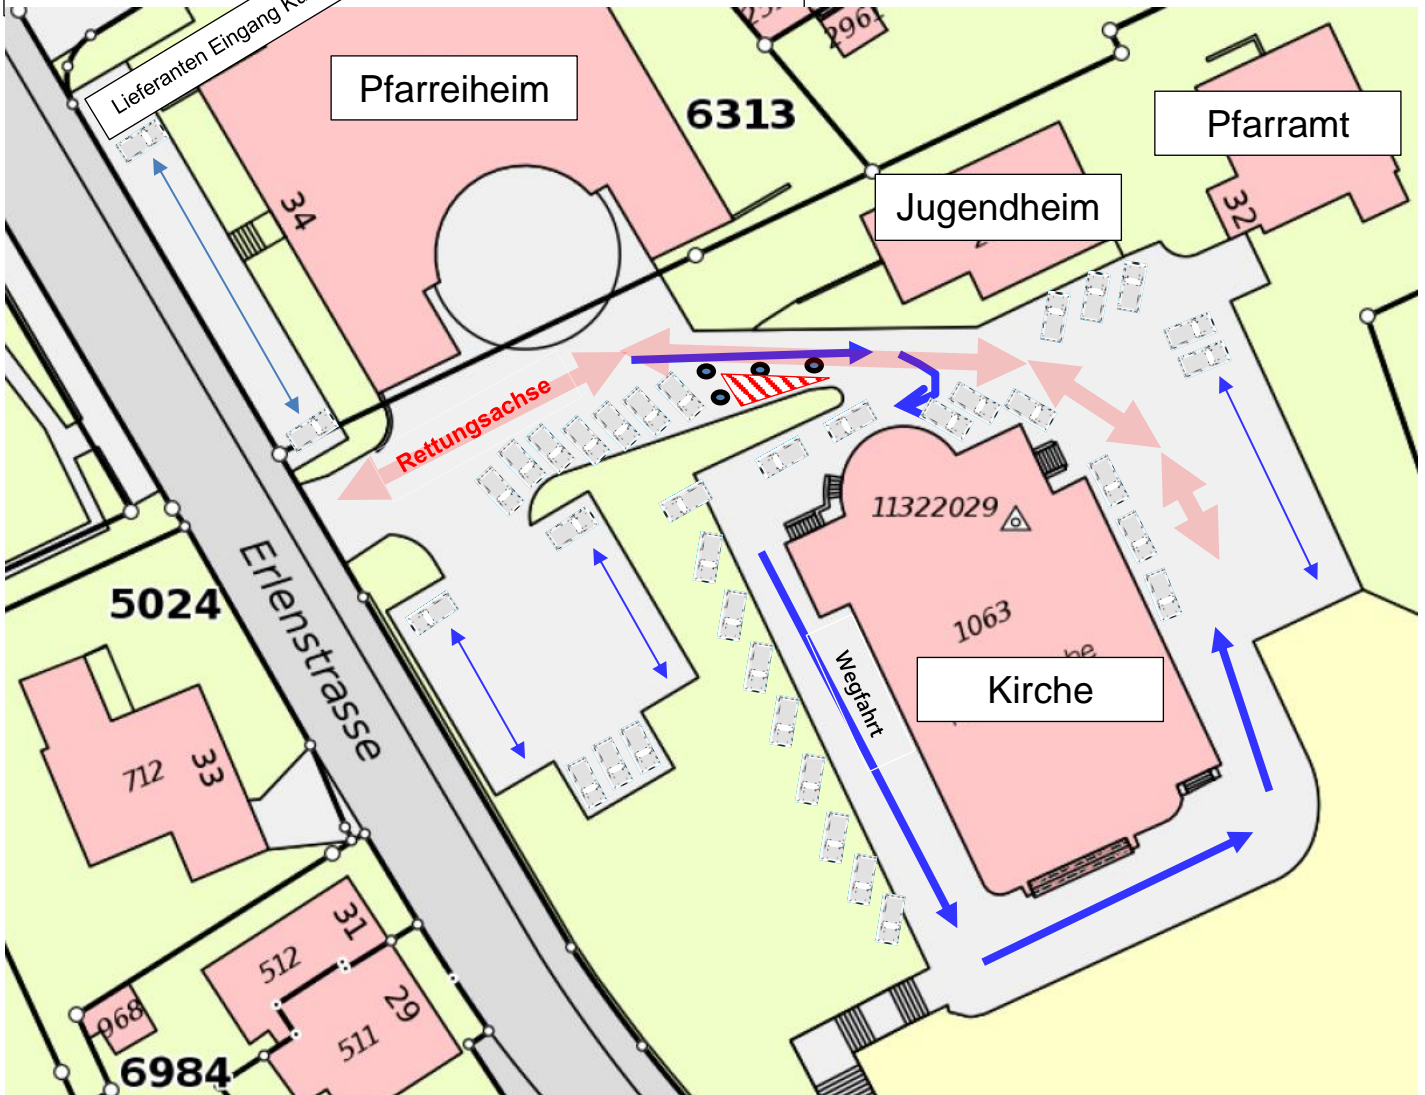 Lieferanten Eingang
Pfarreiheim
6313
2961
Pfarramt
Jugendheim
32
34
Rettungsachse
11322029
5024
Erlenstrasse
1063
Wegfahrt
Kirche
712
33
31
512
29
968
511
6984